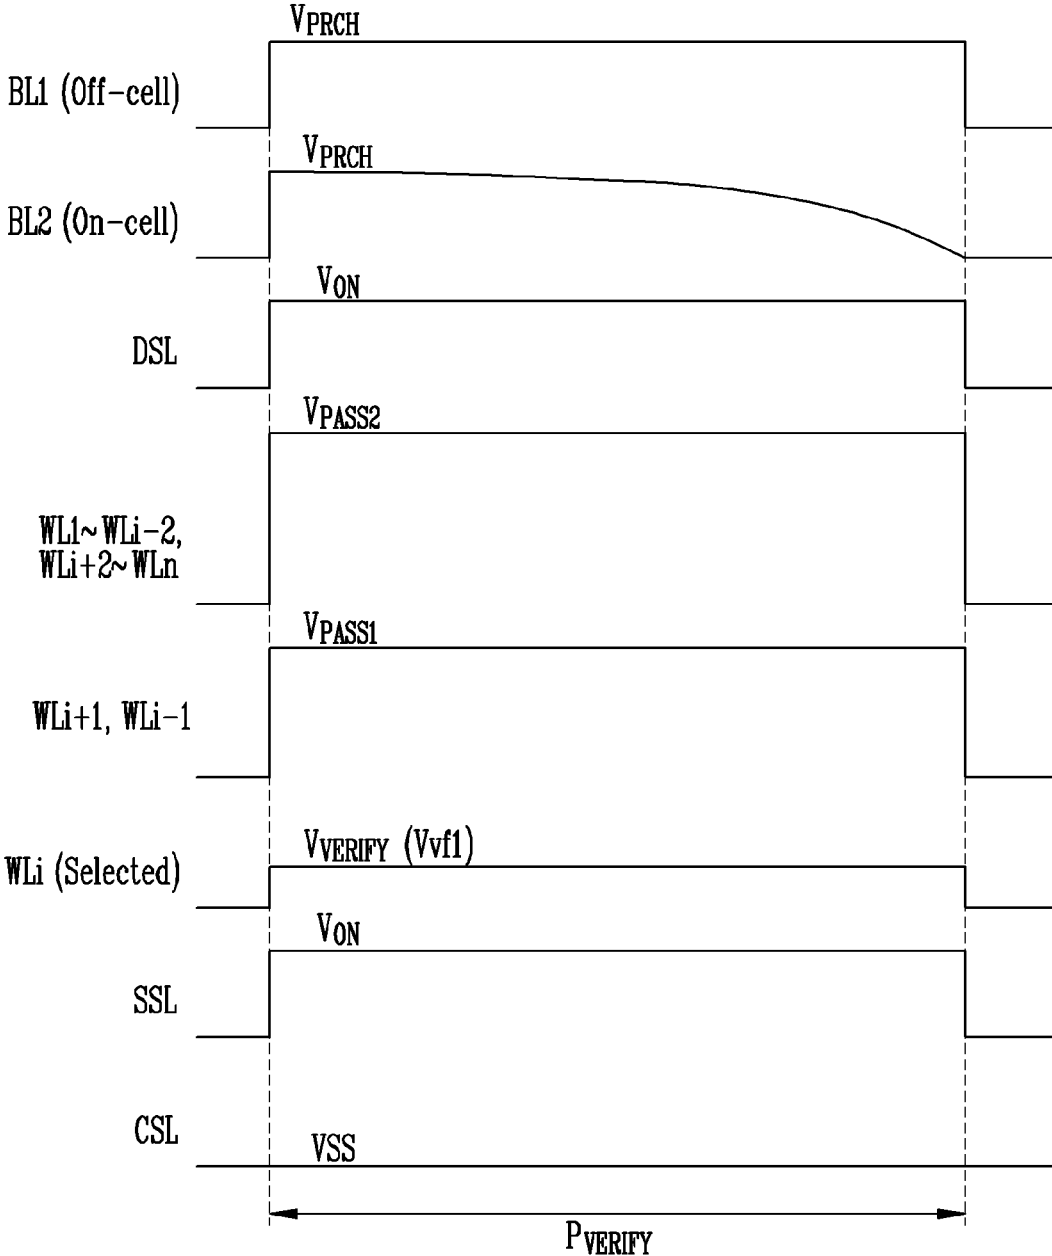 VPRCH
BL1 (Off-cell)
VPRCH
BL2 (On-cell)
VON
DSL
VPASS2
WL1~WLi-2,
WLi+2~WLn
VPASS1
WLi+1, WLi-1
VVERIFY (Vvf1)
WLi (Selected)
VON
SSL
CSL
VSS
PVERIFY